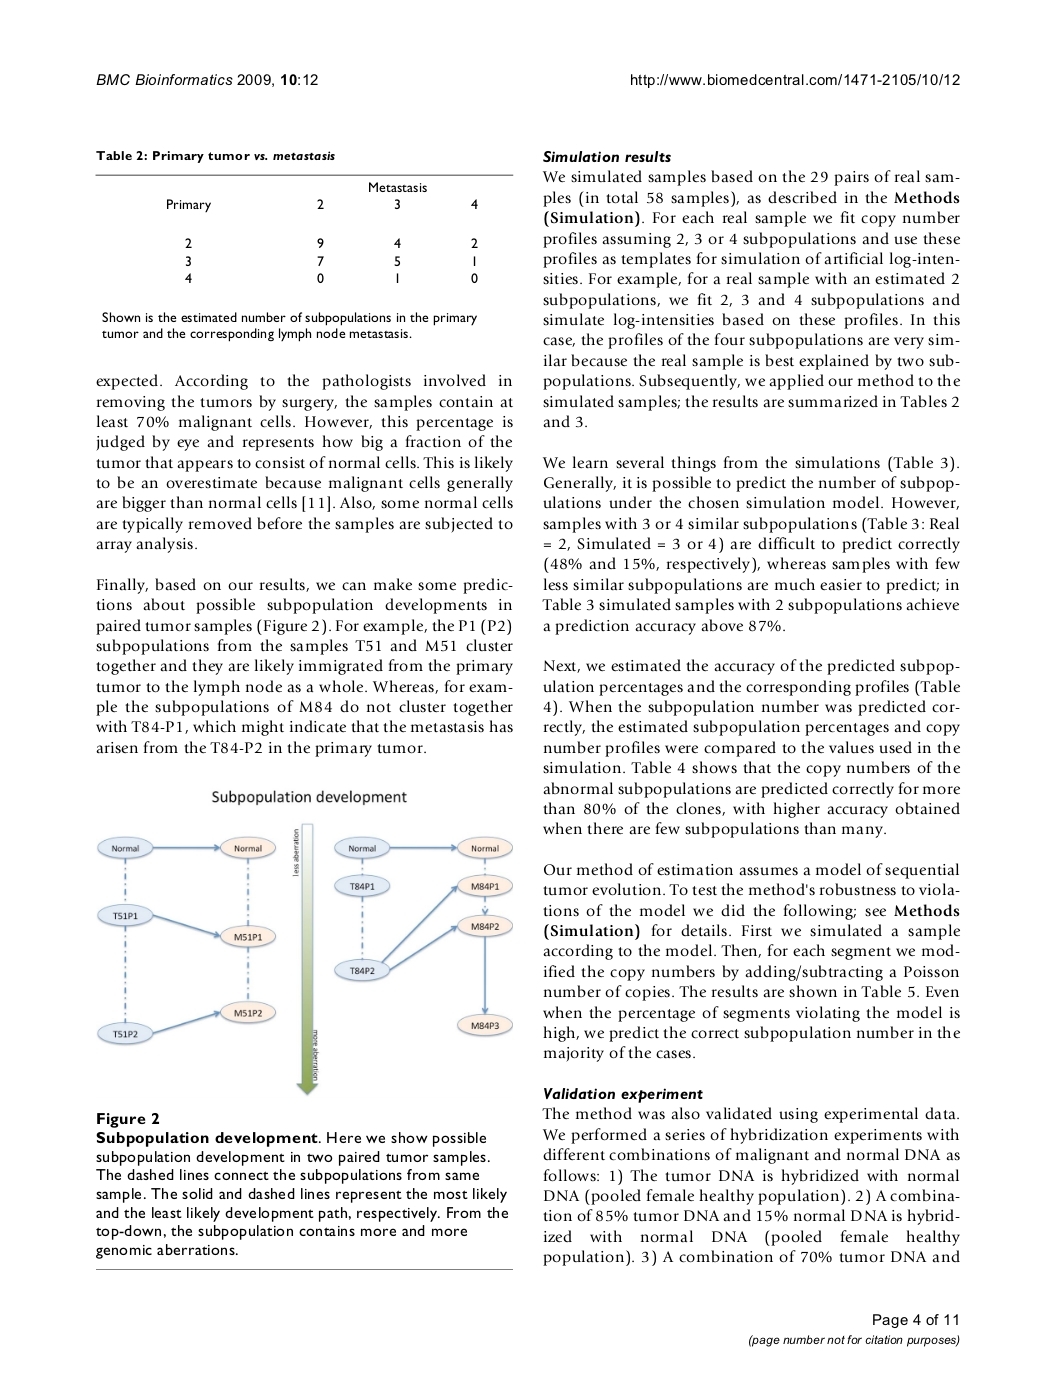 BMC Bioinformatics 2009, 10:12
http://www.biomedcentral.com/1471-2105/10/12
Table 2: Primary tumor vs. metastasis
Metastasis
Primary 2 3 4
2 9 4 2
3 7 5 1
4 0 1 0
Shown is the estimated number of subpopulations in the primary
tumor and the corresponding lymph node metastasis.
expected. According to the pathologists involved in
removing the tumors by surgery, the samples contain at
least 70% malignant cells. However, this percentage is
judged by eye and represents how big a fraction of the
tumor that appears to consist of normal cells. This is likely
to be an overestimate because malignant cells generally
are bigger than normal cells [11]. Also, some normal cells
are typically removed before the samples are subjected to
array analysis.
Finally, based on our results, we can make some predic-
tions about possible subpopulation developments in
paired tumor samples (Figure 2). For example, the P1 (P2)
subpopulations from the samples T51 and M51 cluster
together and they are likely immigrated from the primary
tumor to the lymph node as a whole. Whereas, for exam-
ple the subpopulations of M84 do not cluster together
with T84-P1, which might indicate that the metastasis has
arisen from the T84-P2 in the primary tumor.
Subpopulation development
Normal
Normal
T51P1
M51P1
M51P2
T51P2
less aberration
more aberration
Normal
Normal
T84P1
M84P1
M84P2
T84P2
M84P3
Figure 2
Subpopulation development. Here we show possible
subpopulation development in two paired tumor samples.
The dashed lines connect the subpopulations from same
sample. The solid and dashed lines represent the most likely
and the least likely development path, respectively. From the
top-down, the subpopulation contains more and more
genomic aberrations.
Simulation results
We simulated samples based on the 29 pairs of real sam-
ples (in total 58 samples), as described in the Methods
(Simulation). For each real sample we fit copy number
profiles assuming 2, 3 or 4 subpopulations and use these
profiles as templates for simulation of artificial log-inten-
sities. For example, for a real sample with an estimated 2
subpopulations, we fit 2, 3 and 4 subpopulations and
simulate log-intensities based on these profiles. In this
case, the profiles of the four subpopulations are very sim-
ilar because the real sample is best explained by two sub-
populations. Subsequently, we applied our method to the
simulated samples; the results are summarized in Tables 2
and 3.
We learn several things from the simulations (Table 3).
Generally, it is possible to predict the number of subpop-
ulations under the chosen simulation model. However,
samples with 3 or 4 similar subpopulations (Table 3: Real
= 2, Simulated = 3 or 4) are difficult to predict correctly
(48% and 15%, respectively), whereas samples with few
less similar subpopulations are much easier to predict; in
Table 3 simulated samples with 2 subpopulations achieve
a prediction accuracy above 87%.
Next, we estimated the accuracy of the predicted subpop-
ulation percentages and the corresponding profiles (Table
4). When the subpopulation number was predicted cor-
rectly, the estimated subpopulation percentages and copy
number profiles were compared to the values used in the
simulation. Table 4 shows that the copy numbers of the
abnormal subpopulations are predicted correctly for more
than 80% of the clones, with higher accuracy obtained
when there are few subpopulations than many.
Our method of estimation assumes a model of sequential
tumor evolution. To test the method's robustness to viola-
tions of the model we did the following; see Methods
(Simulation) for details. First we simulated a sample
according to the model. Then, for each segment we mod-
ified the copy numbers by adding/subtracting a Poisson
number of copies. The results are shown in Table 5. Even
when the percentage of segments violating the model is
high, we predict the correct subpopulation number in the
majority of the cases.
Validation experiment
The method was also validated using experimental data.
We performed a series of hybridization experiments with
different combinations of malignant and normal DNA as
follows: 1) The tumor DNA is hybridized with normal
DNA (pooled female healthy population). 2) A combina-
tion of 85% tumor DNA and 15% normal DNA is hybrid-
ized with normal DNA (pooled female healthy
population). 3) A combination of 70% tumor DNA and
Page 4 of 11
(page number not for citation purposes)